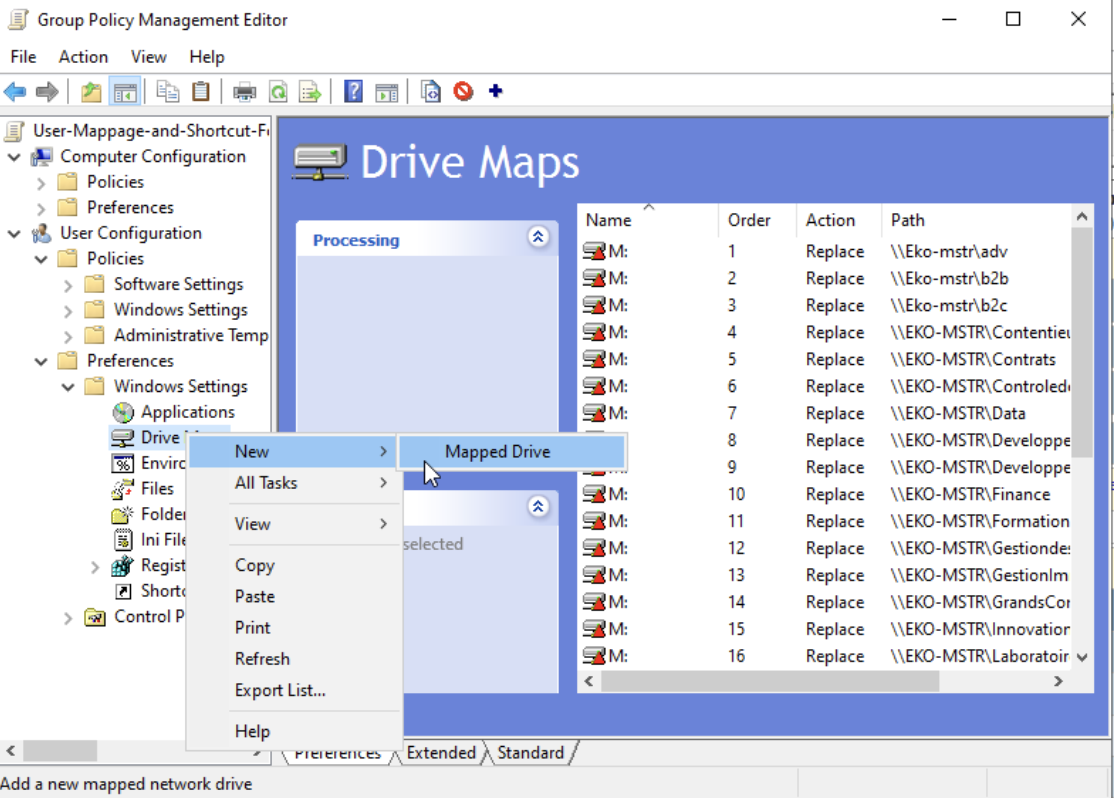 Group Policy Management Editor
File Action View Help
User-Mappage-and-Shortcut-F
Computer Configuration
Policies
Preferences
User Configuration
Policies
Software Settings
Windows Settings
Administrative Temp
Preferences
Windows Settings
Applications
Drive
Enviro
Files
Folder
Ini File
Regist
Shorto
Control P
New
All Tasks
View
Copy
Paste
Print
Refresh
Export List...
Help
Mapped Drive
Drive Maps
Processing
selected
Name Order Action Path
M: 1 Replace \\Eko-mstr\adv
M: 2 Replace \\Eko-mstr\b2b
M: 3 Replace \\Eko-mstr\b2c
M: 4 Replace \\EKO-MSTR\Contentieu
M: 5 Replace \\EKO-MSTR\Contrats
M: 6 Replace \\EKO-MSTR\Controlede
M: 7 Replace \\EKO-MSTR\Data
8 Replace \\EKO-MSTR\Developpe
9 Replace \\EKO-MSTR\Developpe
M: 10 Replace \\EKO-MSTR\Finance
M: 11 Replace \\EKO-MSTR\Formation
M: 12 Replace \\EKO-MSTR\Gestiondes
M: 13 Replace \\EKO-MSTR\GestionIm
M: 14 Replace \\EKO-MSTR\GrandsCor
M: 15 Replace \\EKO-MSTR\Innovation
M: 16 Replace \\EKO-MSTR\Laboratoir
Preferences Extended Standard
Add a new mapped network drive